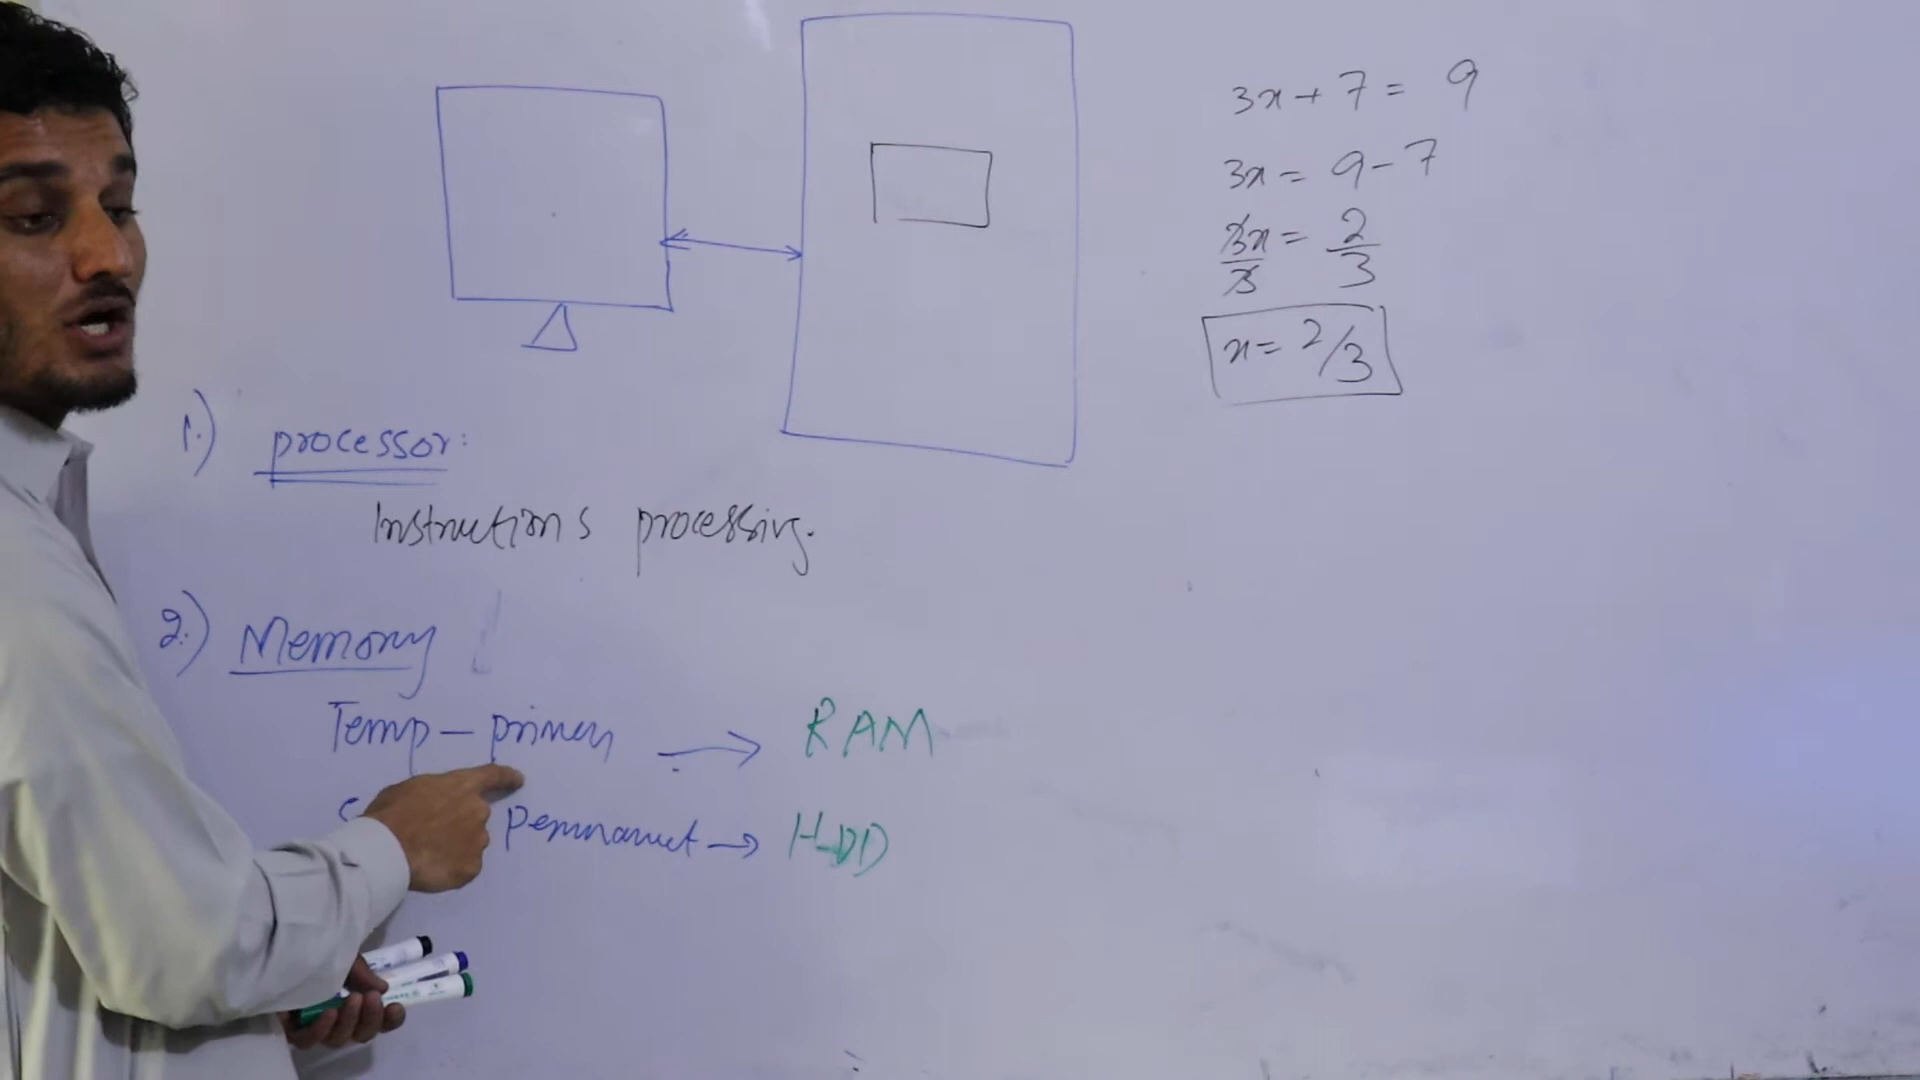 3x + 7 = 9
3x = 9 - 7
3x/3 = 2/3
x = 2/3
1.) processor:
Instructions processing.
2.) Memory
Temp - primery → RAM
permanent → HDD